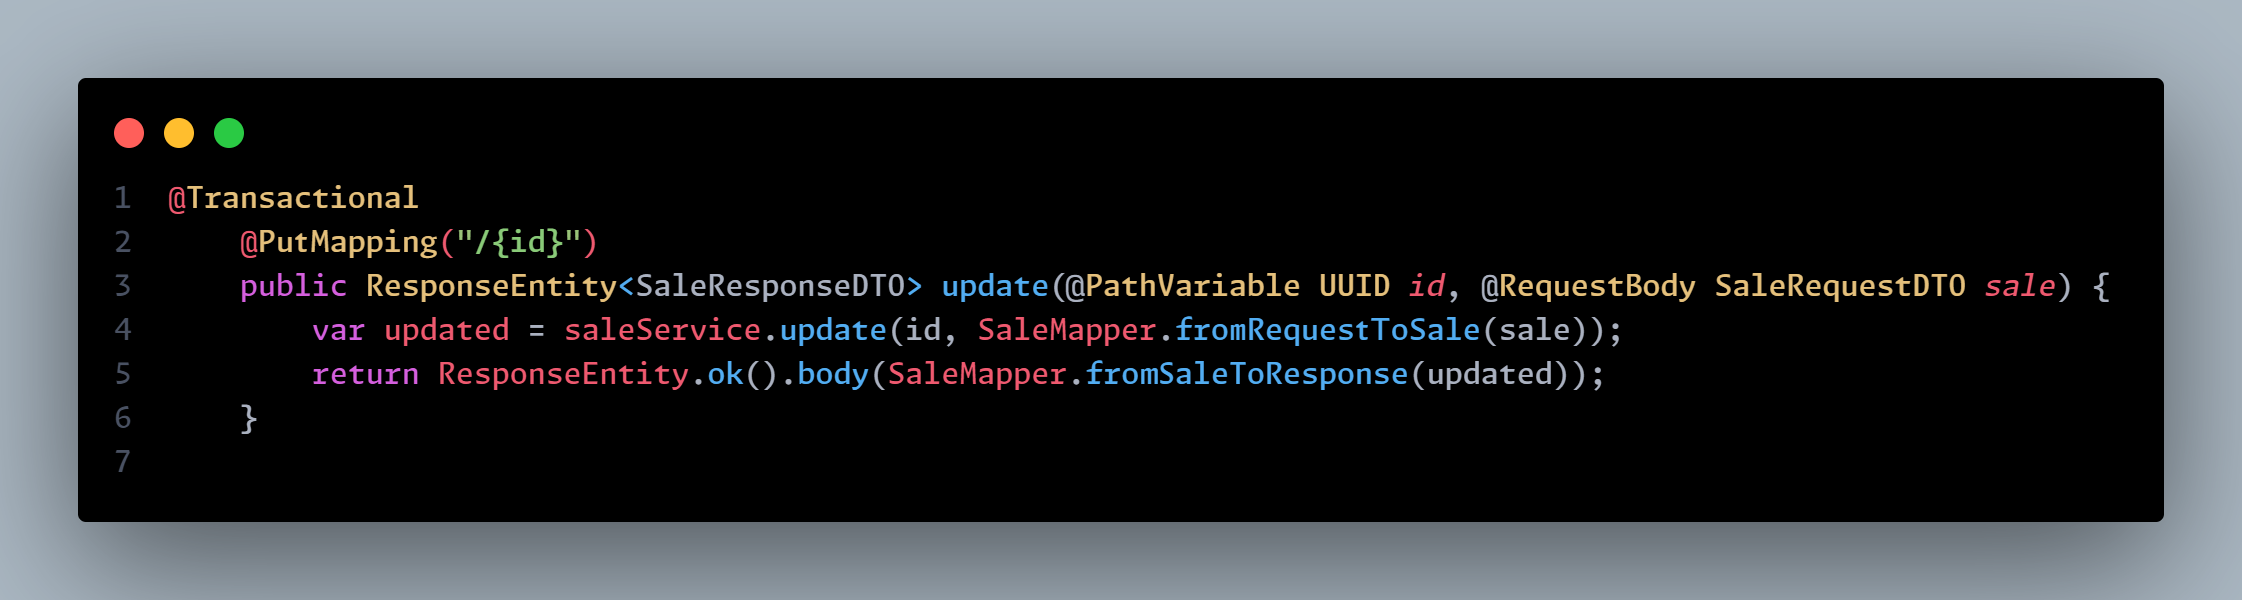 1 @Transactional
2     @PutMapping("/{id}")
3     public ResponseEntity<SaleResponseDTO> update(@PathVariable UUID id, @RequestBody SaleRequestDTO sale) {
4         var updated = saleService.update(id, SaleMapper.fromRequestToSale(sale));
5         return ResponseEntity.ok().body(SaleMapper.fromSaleToResponse(updated));
6     }
7